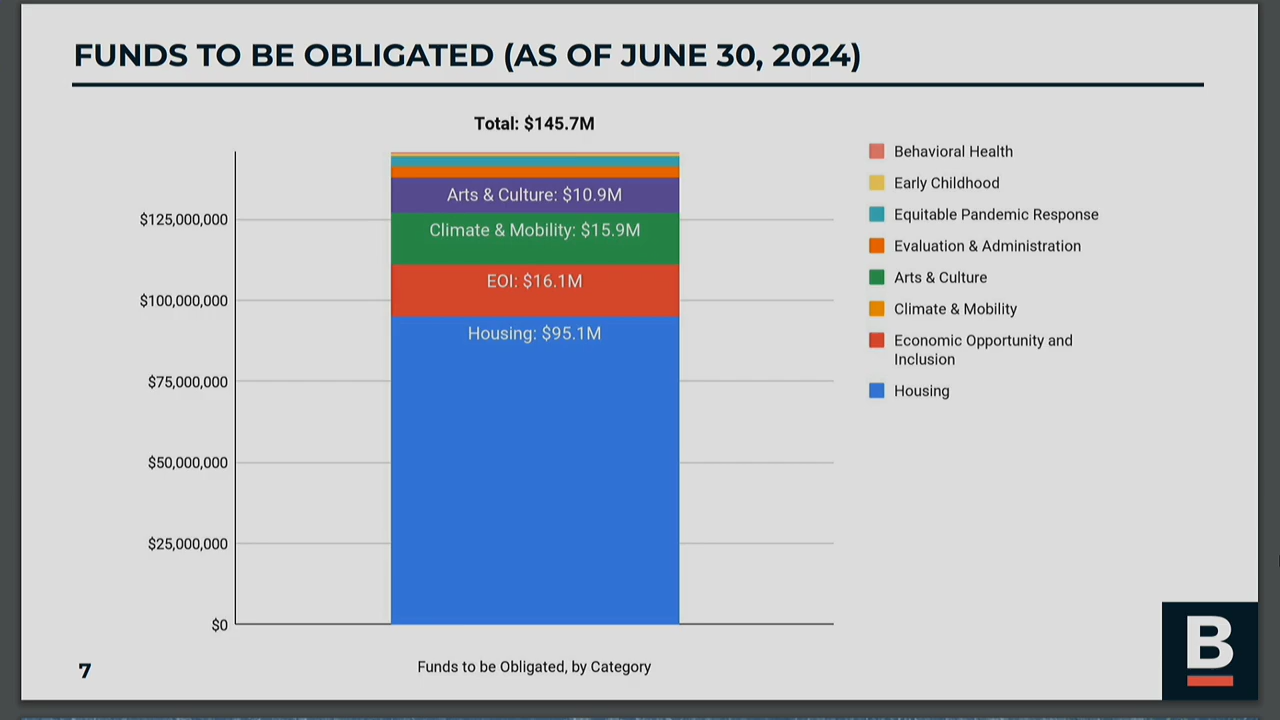 FUNDS TO BE OBLIGATED (AS OF JUNE 30, 2024)
Total: $145.7M
$125,000,000
$100,000,000
$75,000,000
$50,000,000
$25,000,000
$0
Arts & Culture: $10.9M
Climate & Mobility: $15.9M
EOI: $16.1M
Housing: $95.1M
Behavioral Health
Early Childhood
Equitable Pandemic Response
Evaluation & Administration
Arts & Culture
Climate & Mobility
Economic Opportunity and
Inclusion
Housing
Funds to be Obligated, by Category
7
B